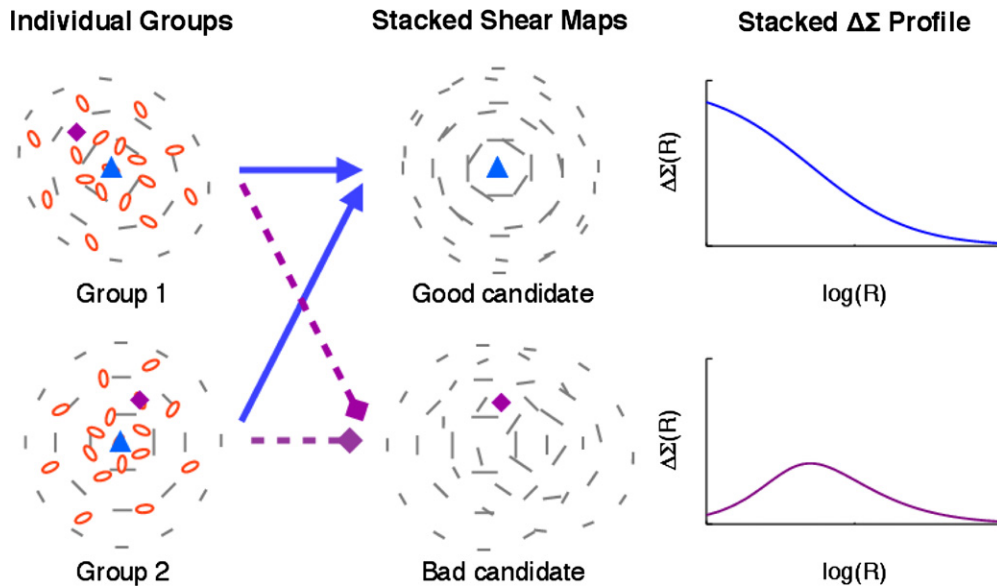 Individual Groups
Stacked Shear Maps
Stacked ΔΣ Profile
Group 1
Good candidate
ΔΣ(R)
log(R)
Group 2
Bad candidate
ΔΣ(R)
log(R)